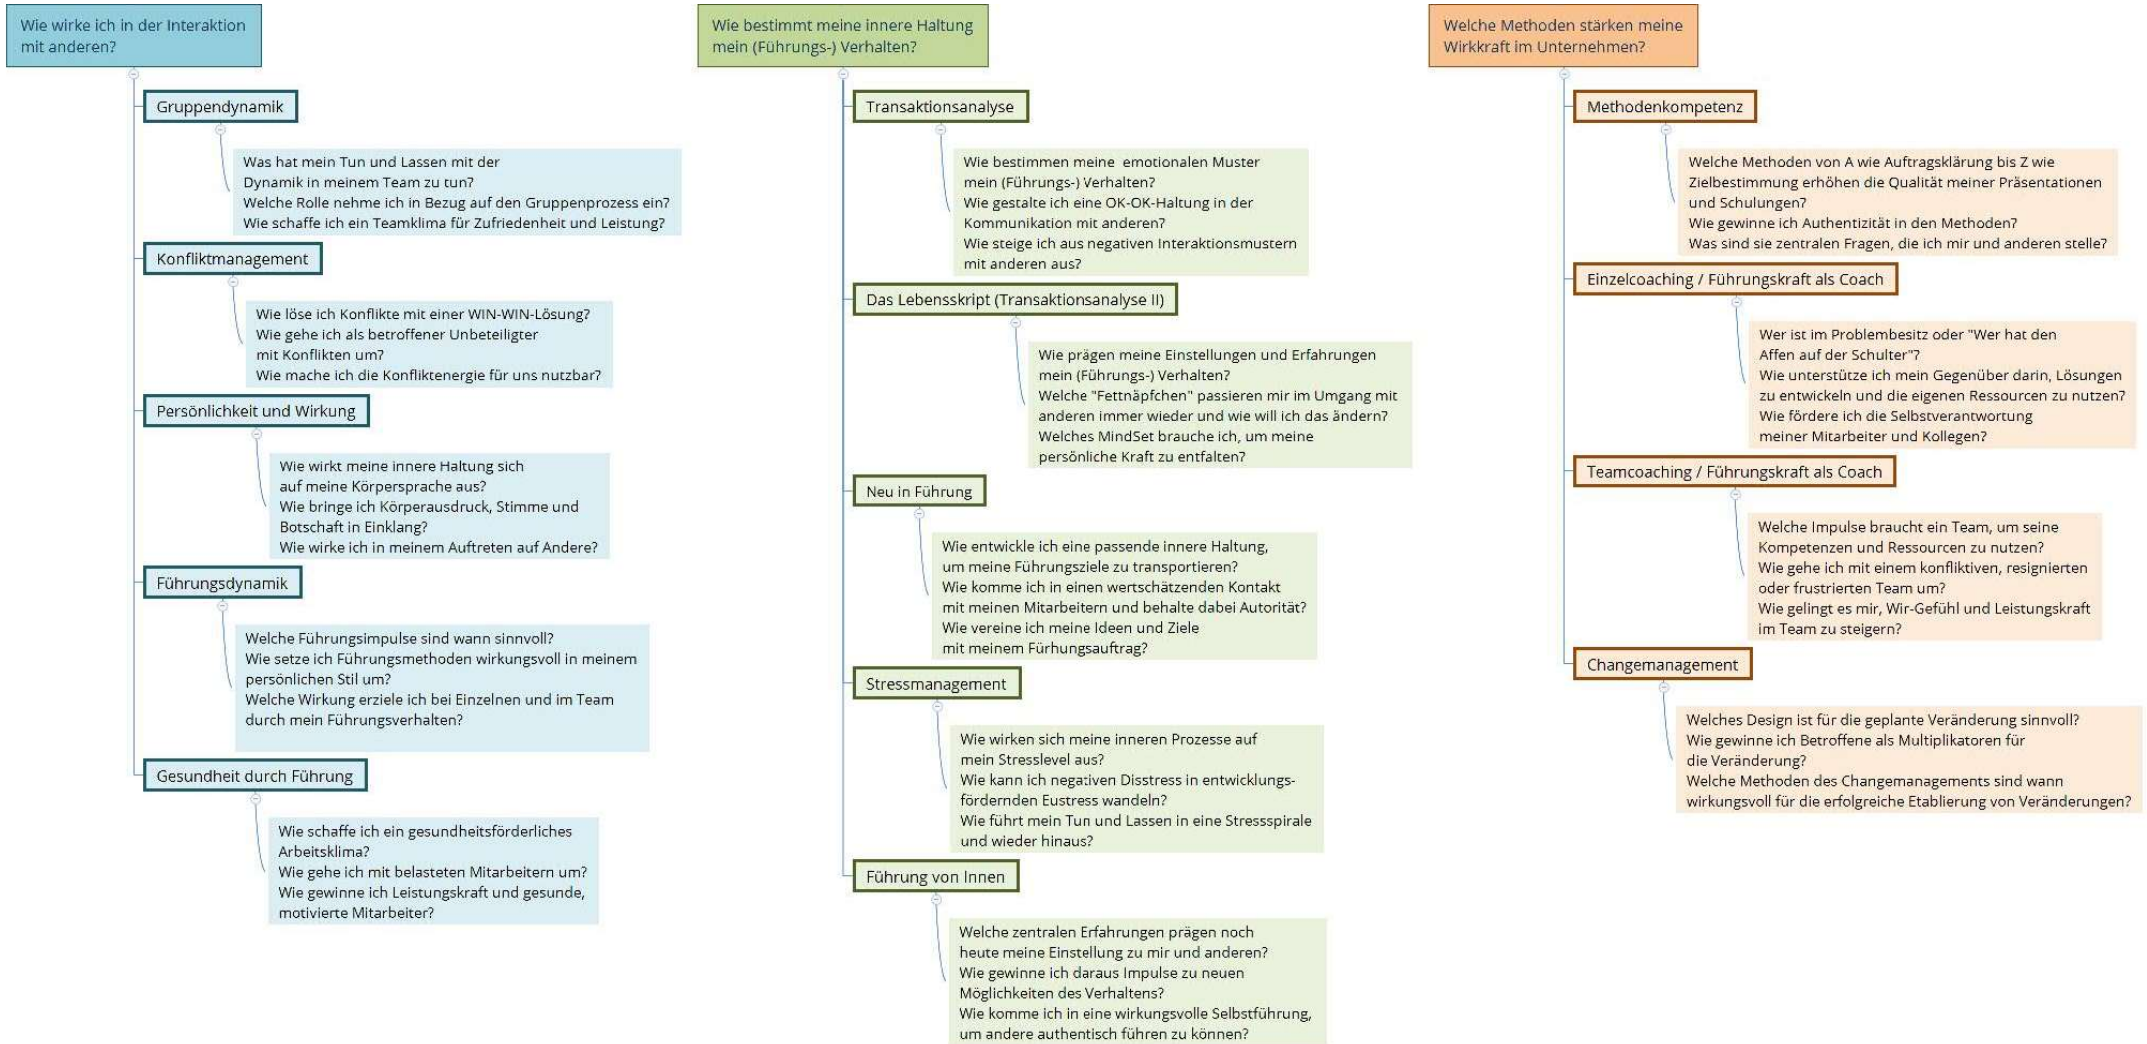 Wie wirke ich in der Interaktion
mit anderen?
Gruppendynamik
Was hat mein Tun und Lassen mit der
Dynamik in meinem Team zu tun?
Welche Rolle nehme ich in Bezug auf den Gruppenprozess ein?
Wie schaffe ich ein Teamklima für Zufriedenheit und Leistung?
Konfliktmanagement
Wie löse ich Konflikte mit einer WIN-WIN-Lösung?
Wie gehe ich als betroffener Unbeteiligter
mit Konflikten um?
Wie mache ich die Konfliktenergie für uns nutzbar?
Persönlichkeit und Wirkung
Wie wirkt meine innere Haltung sich
auf meine Körpersprache aus?
Wie bringe ich Körperausdruck, Stimme und
Botschaft in Einklang?
Wie wirke ich in meinem Auftreten auf Andere?
Führungsdynamik
Welche Führungsimpulse sind wann sinnvoll?
Wie setze ich Führungsmethoden wirkungsvoll in meinem
persönlichen Stil um?
Welche Wirkung erziele ich bei Einzelnen und im Team
durch mein Führungsverhalten?
Gesundheit durch Führung
Wie schaffe ich ein gesundheitsförderliches
Arbeitsklima?
Wie gehe ich mit belasteten Mitarbeitern um?
Wie gewinne ich Leistungskraft und gesunde,
motivierte Mitarbeiter?
Wie bestimmt meine innere Haltung
mein (Führungs-) Verhalten?
Transaktionsanalyse
Wie bestimmen meine  emotionalen Muster
mein (Führungs-) Verhalten?
Wie gestalte ich eine OK-OK-Haltung in der
Kommunikation mit anderen?
Wie steige ich aus negativen Interaktionsmustern
mit anderen aus?
Das Lebensskript (Transaktionsanalyse II)
Wie prägen meine Einstellungen und Erfahrungen
mein (Führungs-) Verhalten?
Welche "Fettnäpfchen" passieren mir im Umgang mit
anderen immer wieder und wie will ich das ändern?
Welches MindSet brauche ich, um meine
persönliche Kraft zu entfalten?
Neu in Führung
Wie entwickle ich eine passende innere Haltung,
um meine Führungsziele zu transportieren?
Wie komme ich in einen wertschätzenden Kontakt
mit meinen Mitarbeitern und behalte dabei Autorität?
Wie vereine ich meine Ideen und Ziele
mit meinem Fürhungsauftrag?
Stressmanagement
Wie wirken sich meine inneren Prozesse auf
mein Stresslevel aus?
Wie kann ich negativen Disstress in entwicklungs-
fördernden Eustress wandeln?
Wie führt mein Tun und Lassen in eine Stressspirale
und wieder hinaus?
Führung von Innen
Welche zentralen Erfahrungen prägen noch
heute meine Einstellung zu mir und anderen?
Wie gewinne ich daraus Impulse zu neuen
Möglichkeiten des Verhaltens?
Wie komme ich in eine wirkungsvolle Selbstführung,
um andere authentisch führen zu können?
Welche Methoden stärken meine
Wirkkraft im Unternehmen?
Methodenkompetenz
Welche Methoden von A wie Auftragsklärung bis Z wie
Zielbestimmung erhöhen die Qualität meiner Präsentationen
und Schulungen?
Wie gewinne ich Authentizität in den Methoden?
Was sind sie zentralen Fragen, die ich mir und anderen stelle?
Einzelcoaching / Führungskraft als Coach
Wer ist im Problembesitz oder "Wer hat den
Affen auf der Schulter"?
Wie unterstütze ich mein Gegenüber darin, Lösungen
zu entwickeln und die eigenen Ressourcen zu nutzen?
Wie fördere ich die Selbstverantwortung
meiner Mitarbeiter und Kollegen?
Teamcoaching / Führungskraft als Coach
Welche Impulse braucht ein Team, um seine
Kompetenzen und Ressourcen zu nutzen?
Wie gehe ich mit einem konfliktiven, resignierten
oder frustrierten Team um?
Wie gelingt es mir, Wir-Gefühl und Leistungskraft
im Team zu steigern?
Changemanagement
Welches Design ist für die geplante Veränderung sinnvoll?
Wie gewinne ich Betroffene als Multiplikatoren für
die Veränderung?
Welche Methoden des Changemanagements sind wann
wirkungsvoll für die erfolgreiche Etablierung von Veränderungen?